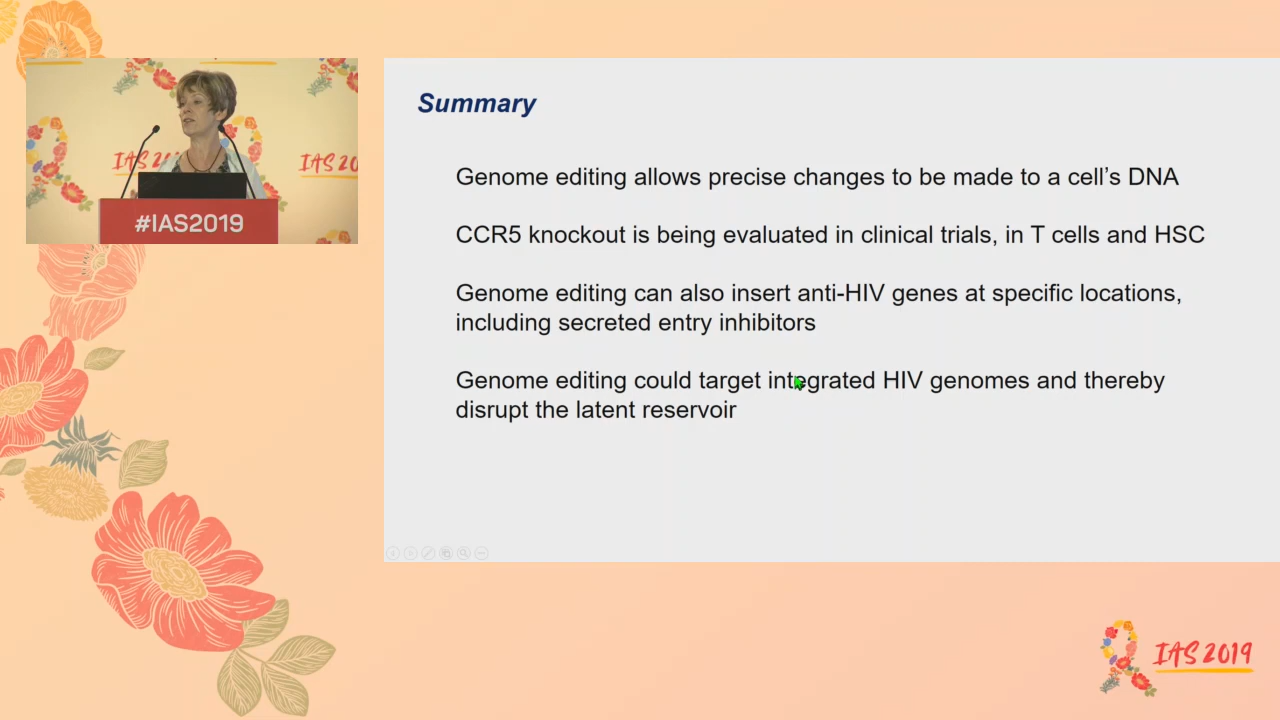 IAS 20
IAS 20
#IAS2019
Summary
Genome editing allows precise changes to be made to a cell’s DNA
CCR5 knockout is being evaluated in clinical trials, in T cells and HSC
Genome editing can also insert anti-HIV genes at specific locations,
including secreted entry inhibitors
Genome editing could target integrated HIV genomes and thereby
disrupt the latent reservoir
IAS 2019